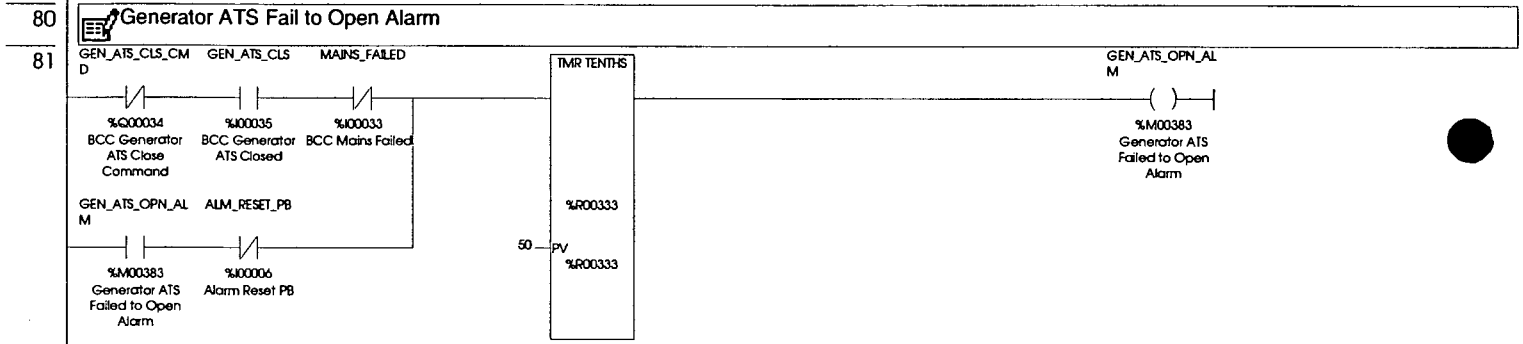 80
Generator ATS Fail to Open Alarm
81
GEN_ATS_CLS_CM
D
GEN_ATS_CLS
MAINS_FAILED
TMR TENTHS
GEN_ATS_OPN_AL
M
%Q00034
BCC Generator
ATS Close
Command
%I00035
BCC Generator
ATS Closed
%I00033
BCC Mains Failed
%M00383
Generator ATS
Failed to Open
Alarm
GEN_ATS_OPN_AL
M
ALM_RESET_PB
%R00333
50
PV
%R00333
%M00383
Generator ATS
Failed to Open
Alarm
%I00006
Alarm Reset PB